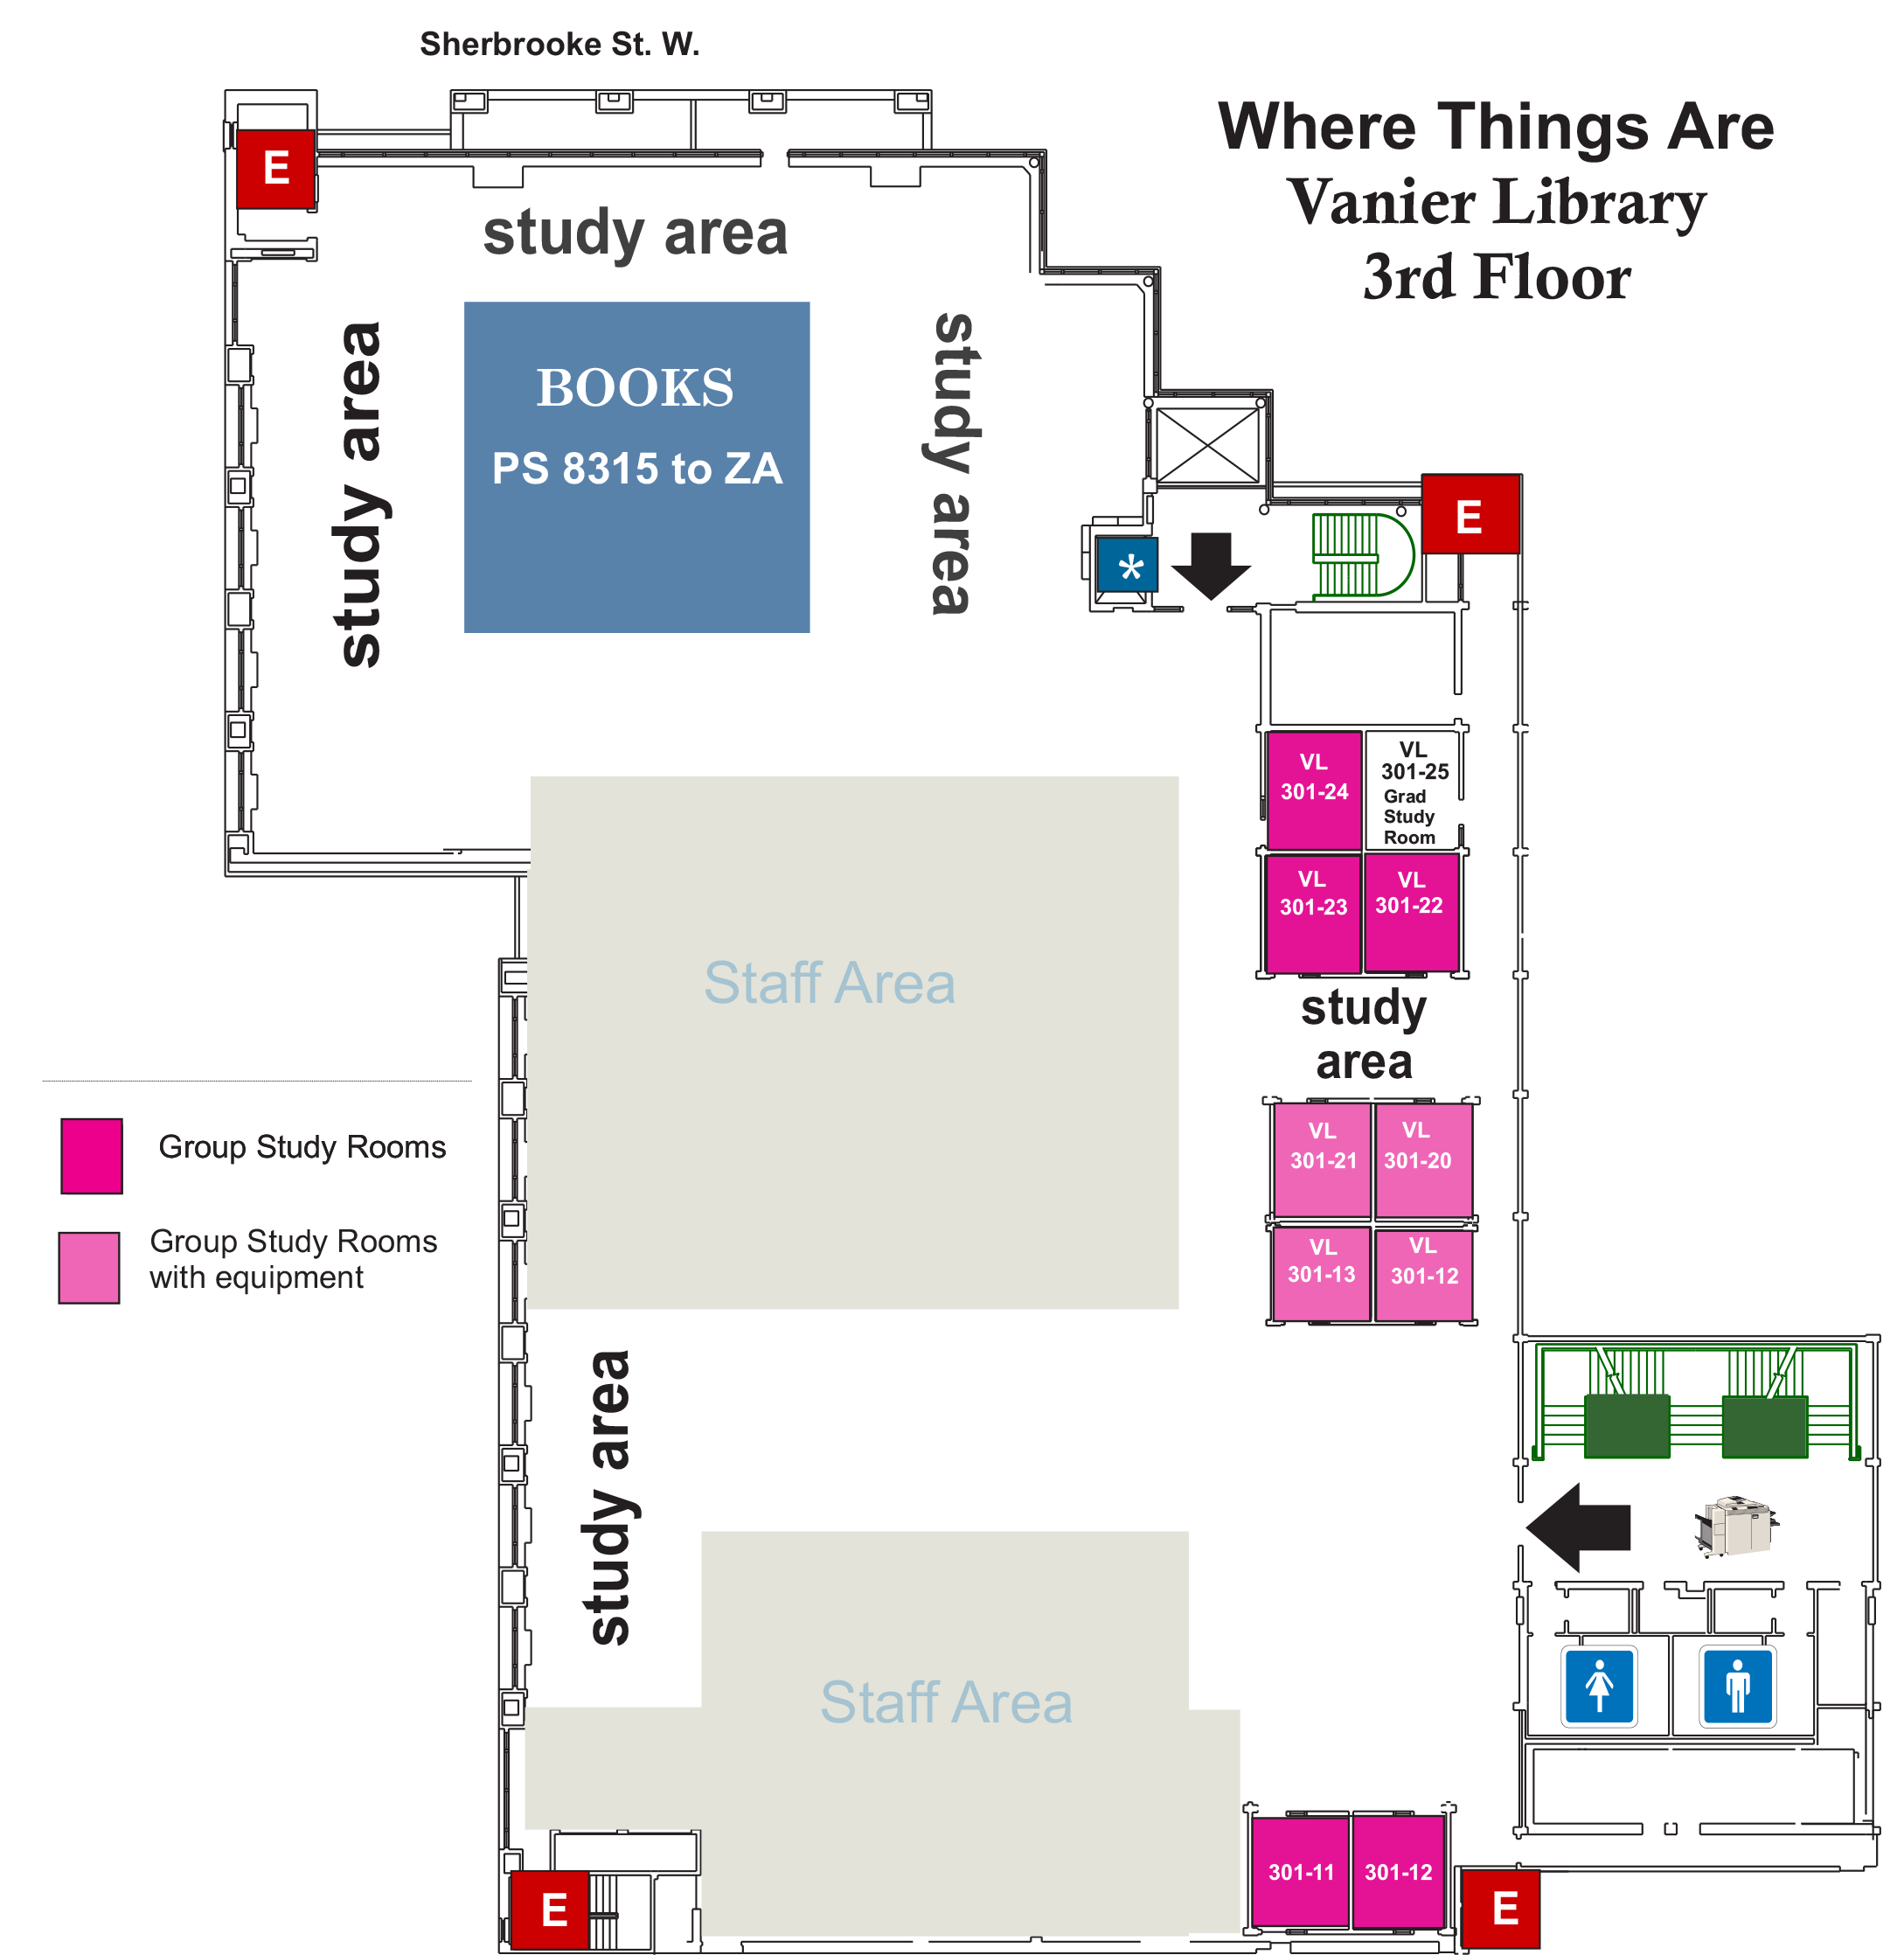 Sherbrooke St. W.
Where Things Are
Vanier Library
3rd Floor
E
study area
study area
BOOKS
PS 8315 to ZA
study area
E
*
VL
301-24
VL
301-25
Grad
Study
Room
VL
301-23
VL
301-22
Staff Area
study
area
Group Study Rooms
Group Study Rooms
with equipment
VL
301-21
VL
301-20
VL
301-13
VL
301-12
study area
Staff Area
301-11
301-12
E
E